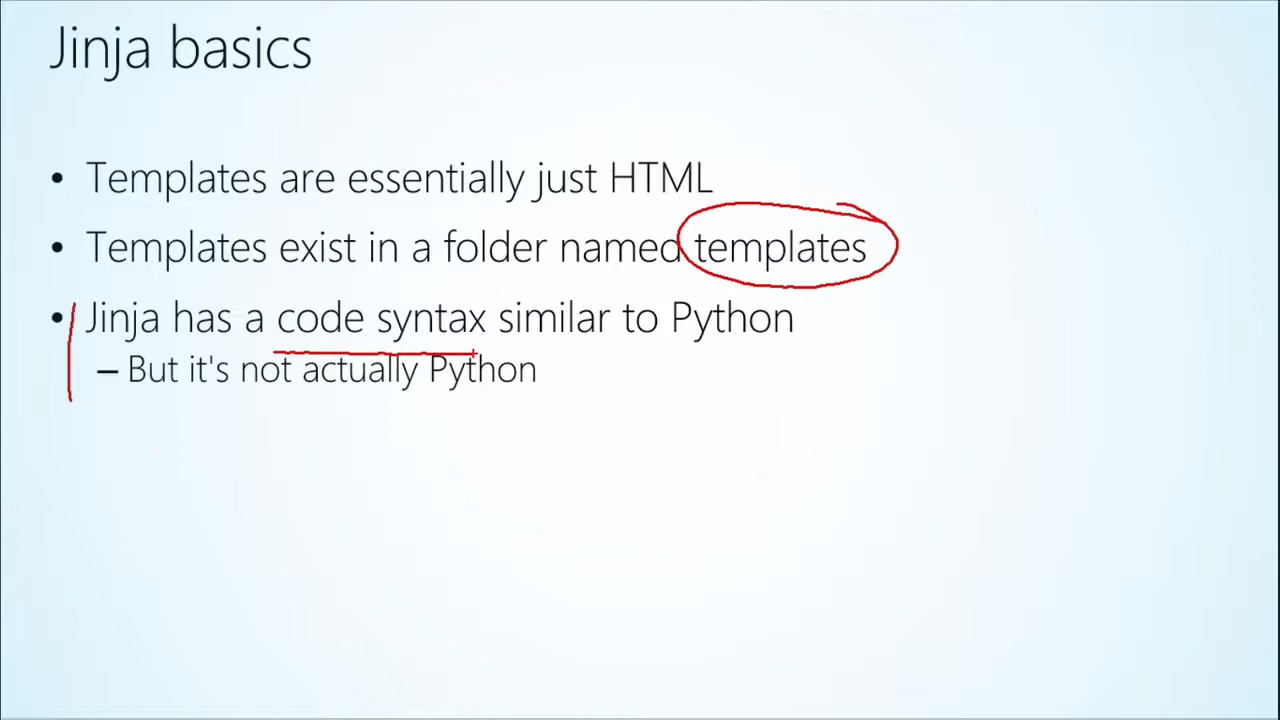 Jinja basics
• Templates are essentially just HTML
• Templates exist in a folder named templates
• Jinja has a code syntax similar to Python
– But it's not actually Python